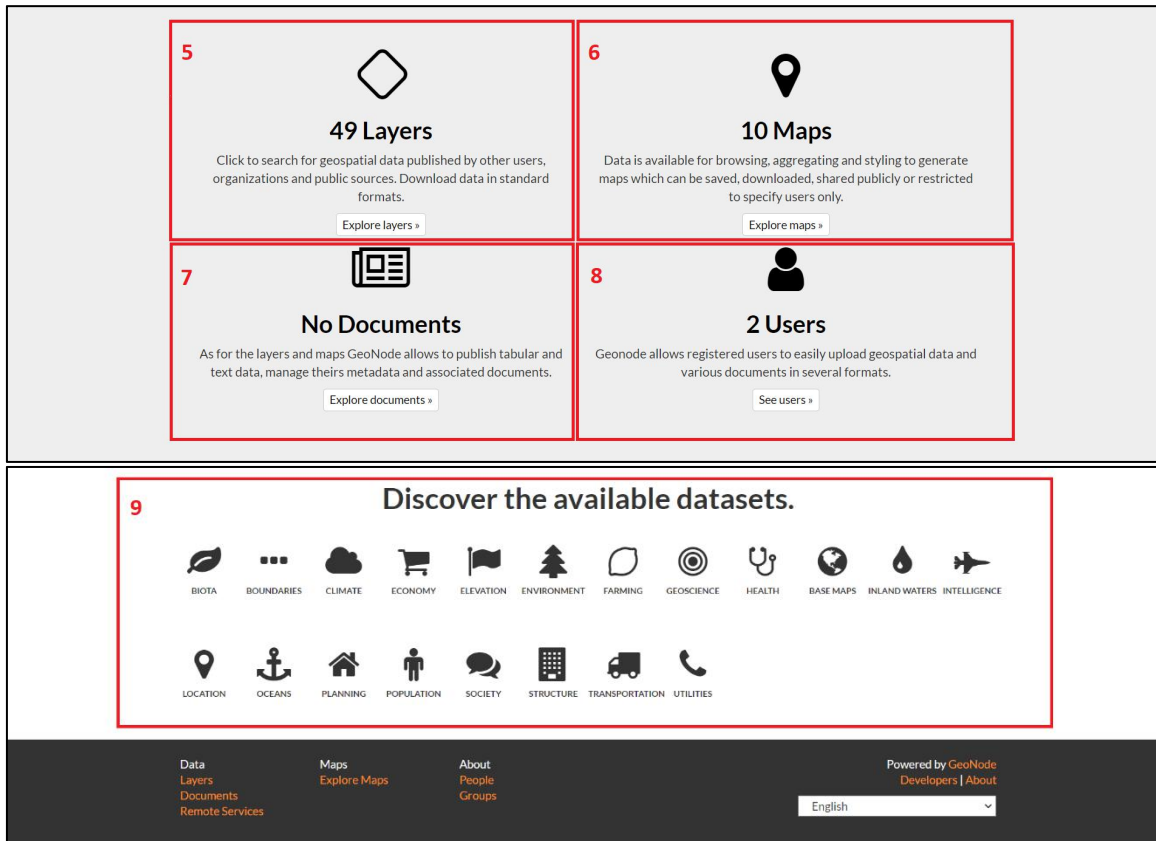 5
49 Layers
Click to search for geospatial data published by other users,
organizations and public sources. Download data in standard
formats.
Explore layers »
6
10 Maps
Data is available for browsing, aggregating and styling to generate
maps which can be saved, downloaded, shared publicly or restricted
to specify users only.
Explore maps »
7
No Documents
As for the layers and maps GeoNode allows to publish tabular and
text data, manage theirs metadata and associated documents.
Explore documents »
8
2 Users
Geonode allows registered users to easily upload geospatial data and
various documents in several formats.
See users »
9
Discover the available datasets.
BIOTA BOUNDARIES CLIMATE ECONOMY ELEVATION ENVIRONMENT FARMING GEOSCIENCE HEALTH BASE MAPS INLAND WATERS INTELLIGENCE
LOCATION OCEANS PLANNING POPULATION SOCIETY STRUCTURE TRANSPORTATION UTILITIES
Data
Layers
Documents
Remote Services
Maps
Explore Maps
About
People
Groups
Powered by GeoNode
Developers | About
English